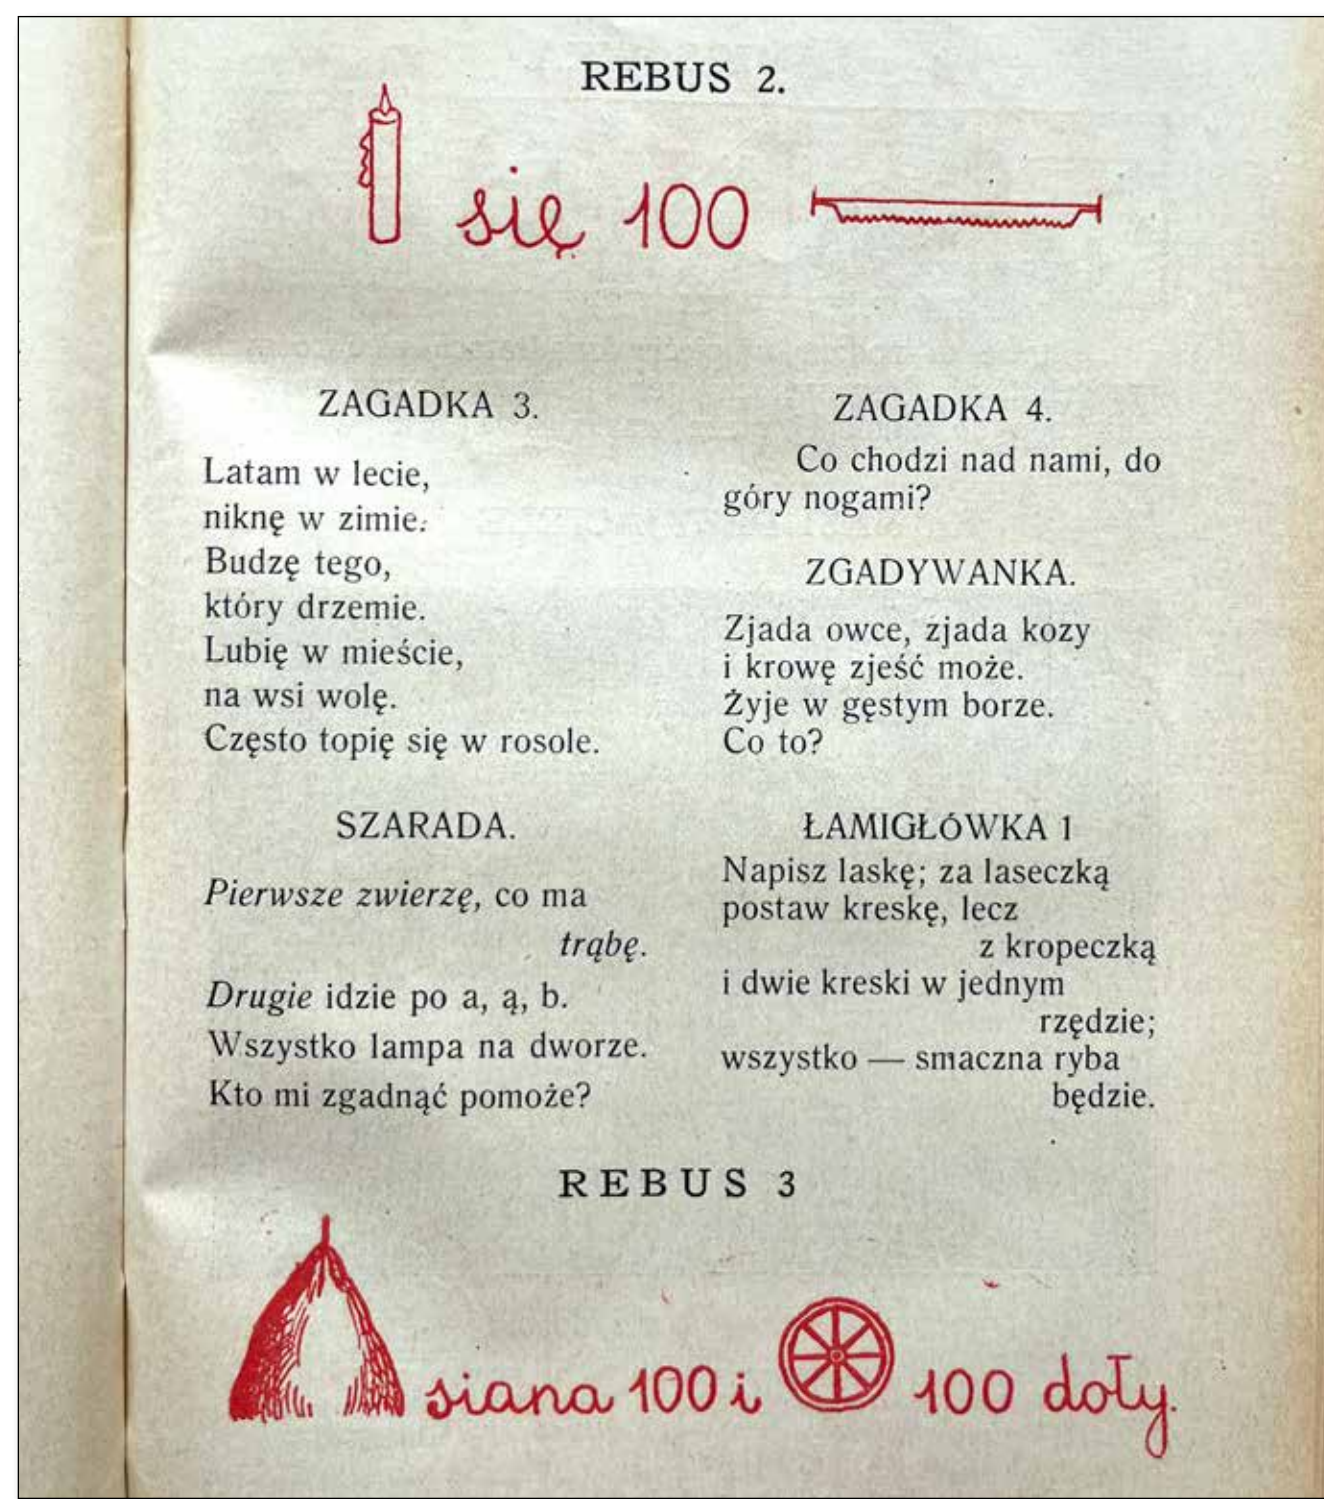 REBUS 2.
się 100
ZAGADKA 3.
Latam w lecie,
niknę w zimie.
Budzę tego,
który drzemie.
Lubię w mieście,
na wsi wolę.
Często topię się w rosole.
SZARADA.
Pierwsze zwierzę, co ma
trąbę.
Drugie idzie po a, ą, b.
Wszystko lampa na dworze.
Kto mi zgadnąć pomoże?
ZAGADKA 4.
Co chodzi nad nami, do
góry nogami?
ZGADYWANKA.
Zjada owce, zjada kozy
i krowę zjeść może.
Żyje w gęstym borze.
Co to?
ŁAMIGŁÓWKA 1
Napisz laskę; za laseczką
postaw kreskę, lecz
z kropeczką
i dwie kreski w jednym
rzędzie;
wszystko — smaczna ryba
będzie.
REBUS 3
siana 100 i 100 doły.